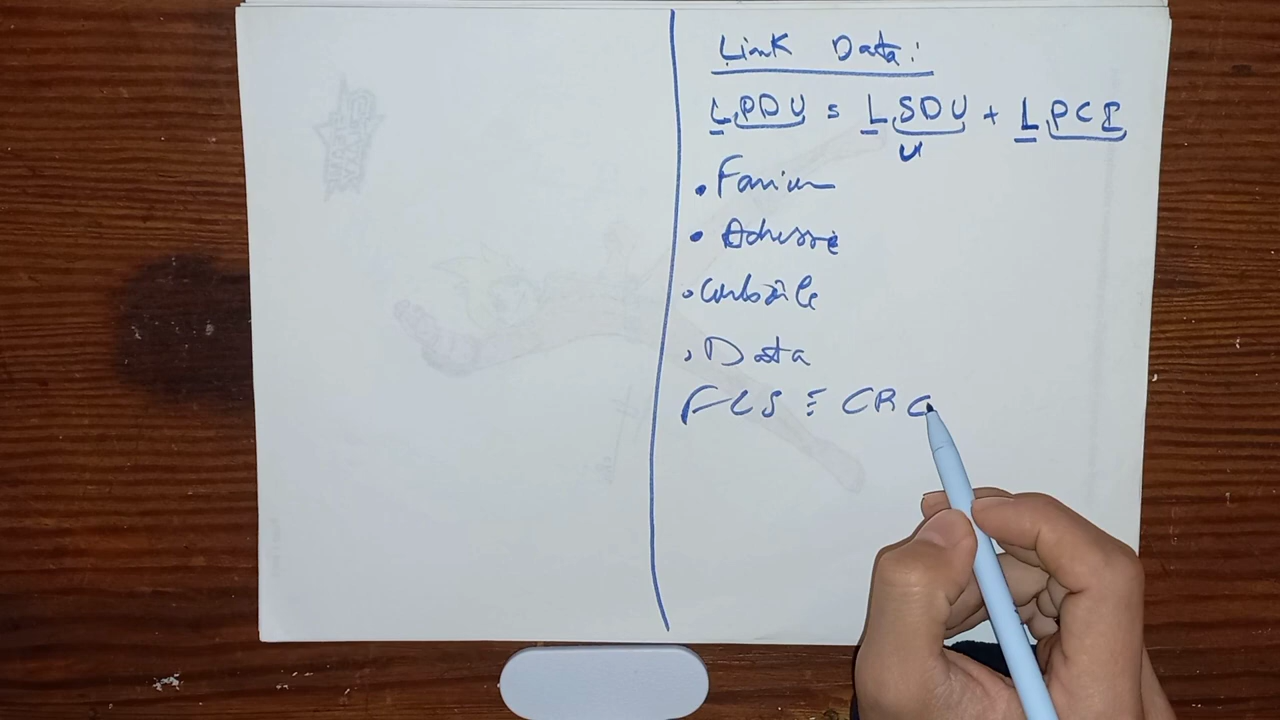 Link Data:
LPDU = LSDU + LPCI
• Fanion
• Adresse
• Contrôle
• Data
FCS ≡ CRC